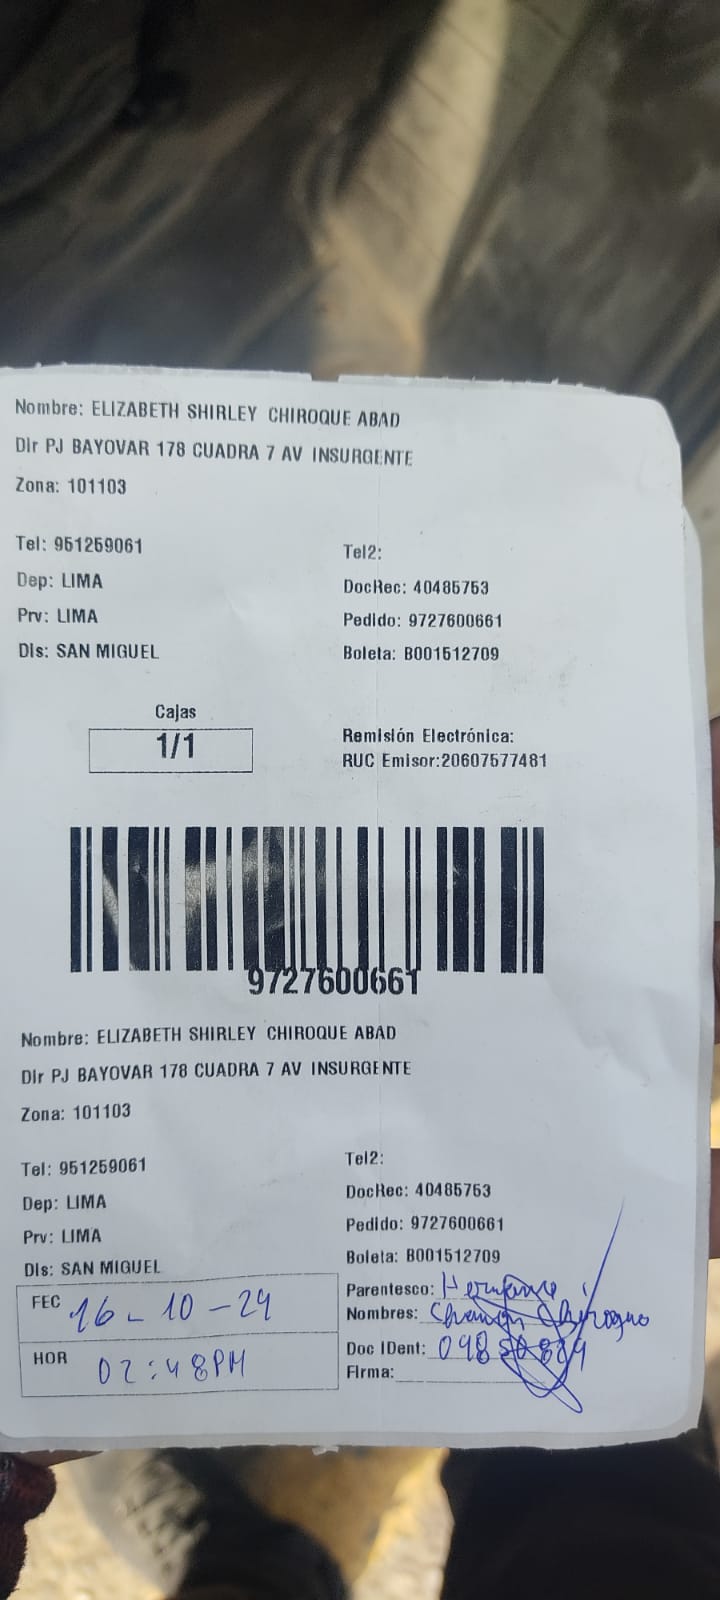 Nombre: ELIZABETH SHIRLEY CHIROQUE ABAD
Dir PJ BAYOVAR 178 CUADRA 7 AV INSURGENTE
Zona: 101103
Tel: 951259061
Tel2:
Dep: LIMA
DocRec: 40485753
Prv: LIMA
Pedido: 9727600661
Dis: SAN MIGUEL
Boleta: B001512709
Cajas
1/1
Remisión Electrónica:
RUC Emisor:20607577481
9727600661
Nombre: ELIZABETH SHIRLEY CHIROQUE ABAD
Dir PJ BAYOVAR 178 CUADRA 7 AV INSURGENTE
Zona: 101103
Tel: 951259061
Tel2:
Dep: LIMA
DocRec: 40485753
Prv: LIMA
Pedido: 9727600661
Dis: SAN MIGUEL
Boleta: B001512709
FEC 16-10-24
Parentesco:
Nombres: Chiroque
HOR 02:48PM
Doc IDent:
Firma: